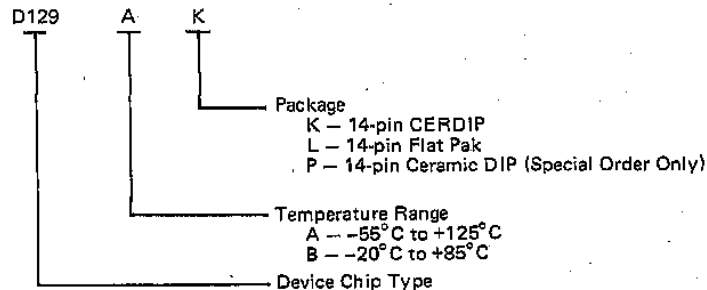 D129 A K
Package
K — 14-pin CERDIP
L — 14-pin Flat Pak
P — 14-pin Ceramic DIP (Special Order Only)
Temperature Range
A — -55°C to +125°C
B — -20°C to +85°C
Device Chip Type